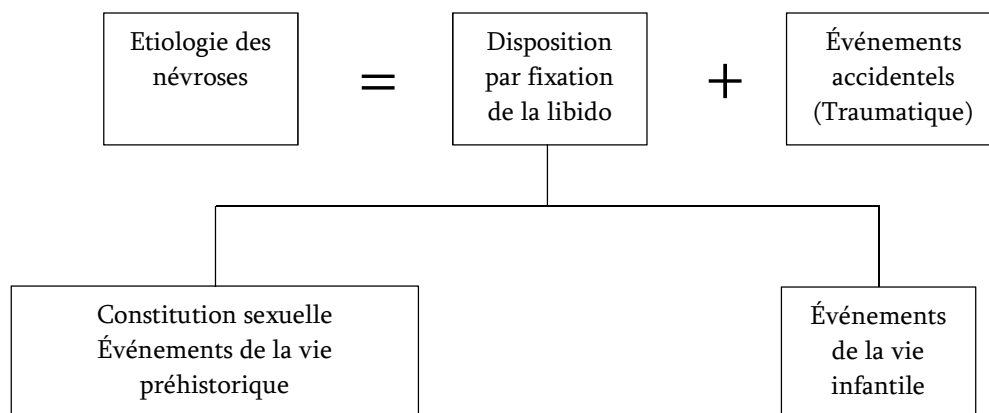 Etiologie des
névroses
=
Disposition
par fixation
de la libido
+
Événements
accidentels
(Traumatique)
Constitution sexuelle
Événements de la vie
préhistorique
Événements
de la vie
infantile